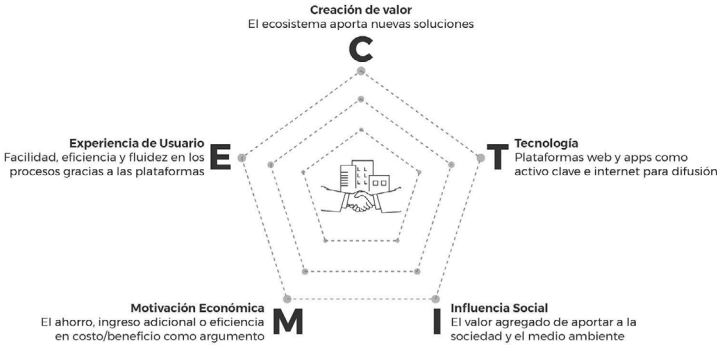 Creación de valor
El ecosistema aporta nuevas soluciones
C
Experiencia de Usuario
Facilidad, eficiencia y fluidez en los
procesos gracias a las plataformas
E
T
Tecnología
Plataformas web y apps como
activo clave e internet para difusión
Motivación Económica
El ahorro, ingreso adicional o eficiencia
en costo/beneficio como argumento
M
I
Influencia Social
El valor agregado de aportar a la
sociedad y el medio ambiente